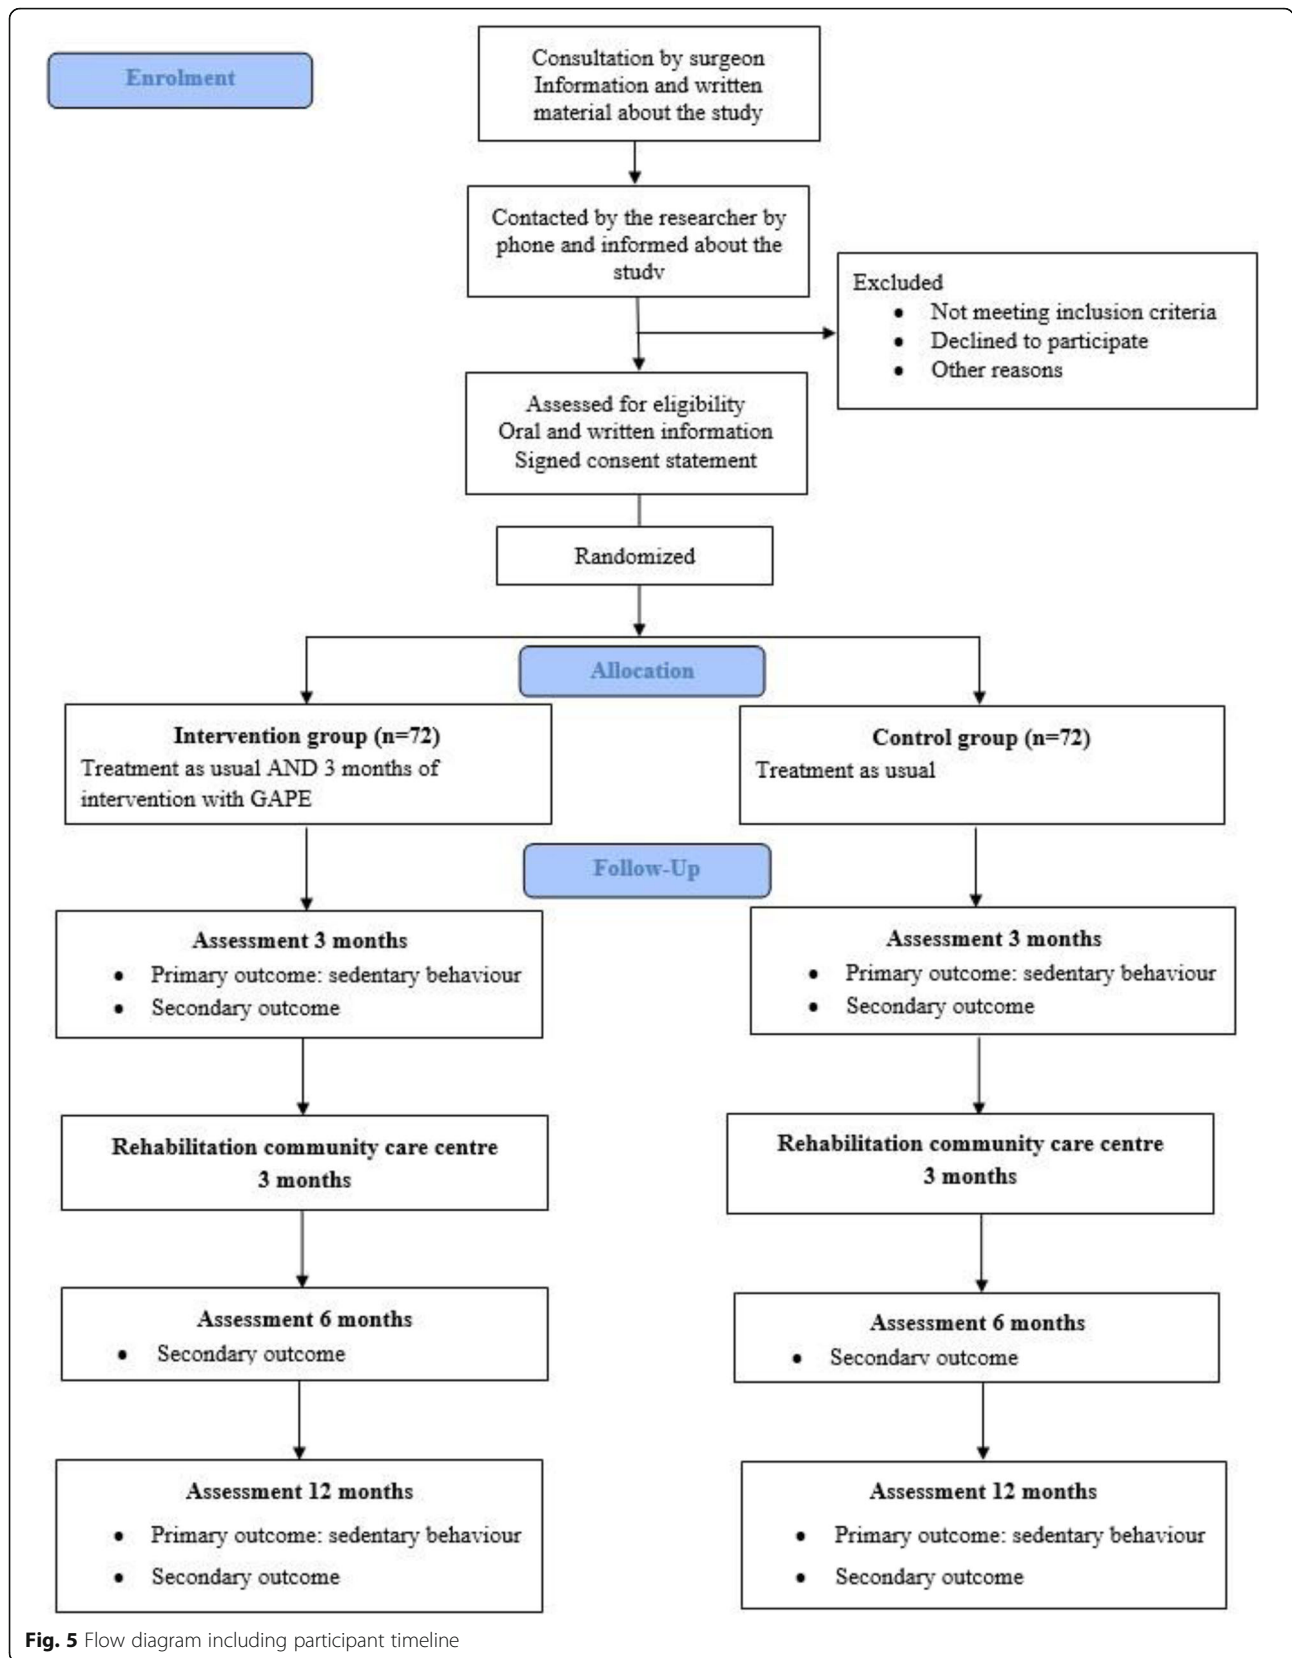 Enrolment
Consultation by surgeon
Information and written
material about the study
Contacted by the researcher by
phone and informed about the
study
Excluded
• Not meeting inclusion criteria
• Declined to participate
• Other reasons
Assessed for eligibility
Oral and written information
Signed consent statement
Randomized
Allocation
Intervention group (n=72)
Treatment as usual AND 3 months of
intervention with GAPE
Control group (n=72)
Treatment as usual
Follow-Up
Assessment 3 months
• Primary outcome: sedentary behaviour
• Secondary outcome
Assessment 3 months
• Primary outcome: sedentary behaviour
• Secondary outcome
Rehabilitation community care centre
3 months
Rehabilitation community care centre
3 months
Assessment 6 months
• Secondary outcome
Assessment 6 months
• Secondary outcome
Assessment 12 months
• Primary outcome: sedentary behaviour
• Secondary outcome
Assessment 12 months
• Primary outcome: sedentary behaviour
• Secondary outcome
Fig. 5 Flow diagram including participant timeline